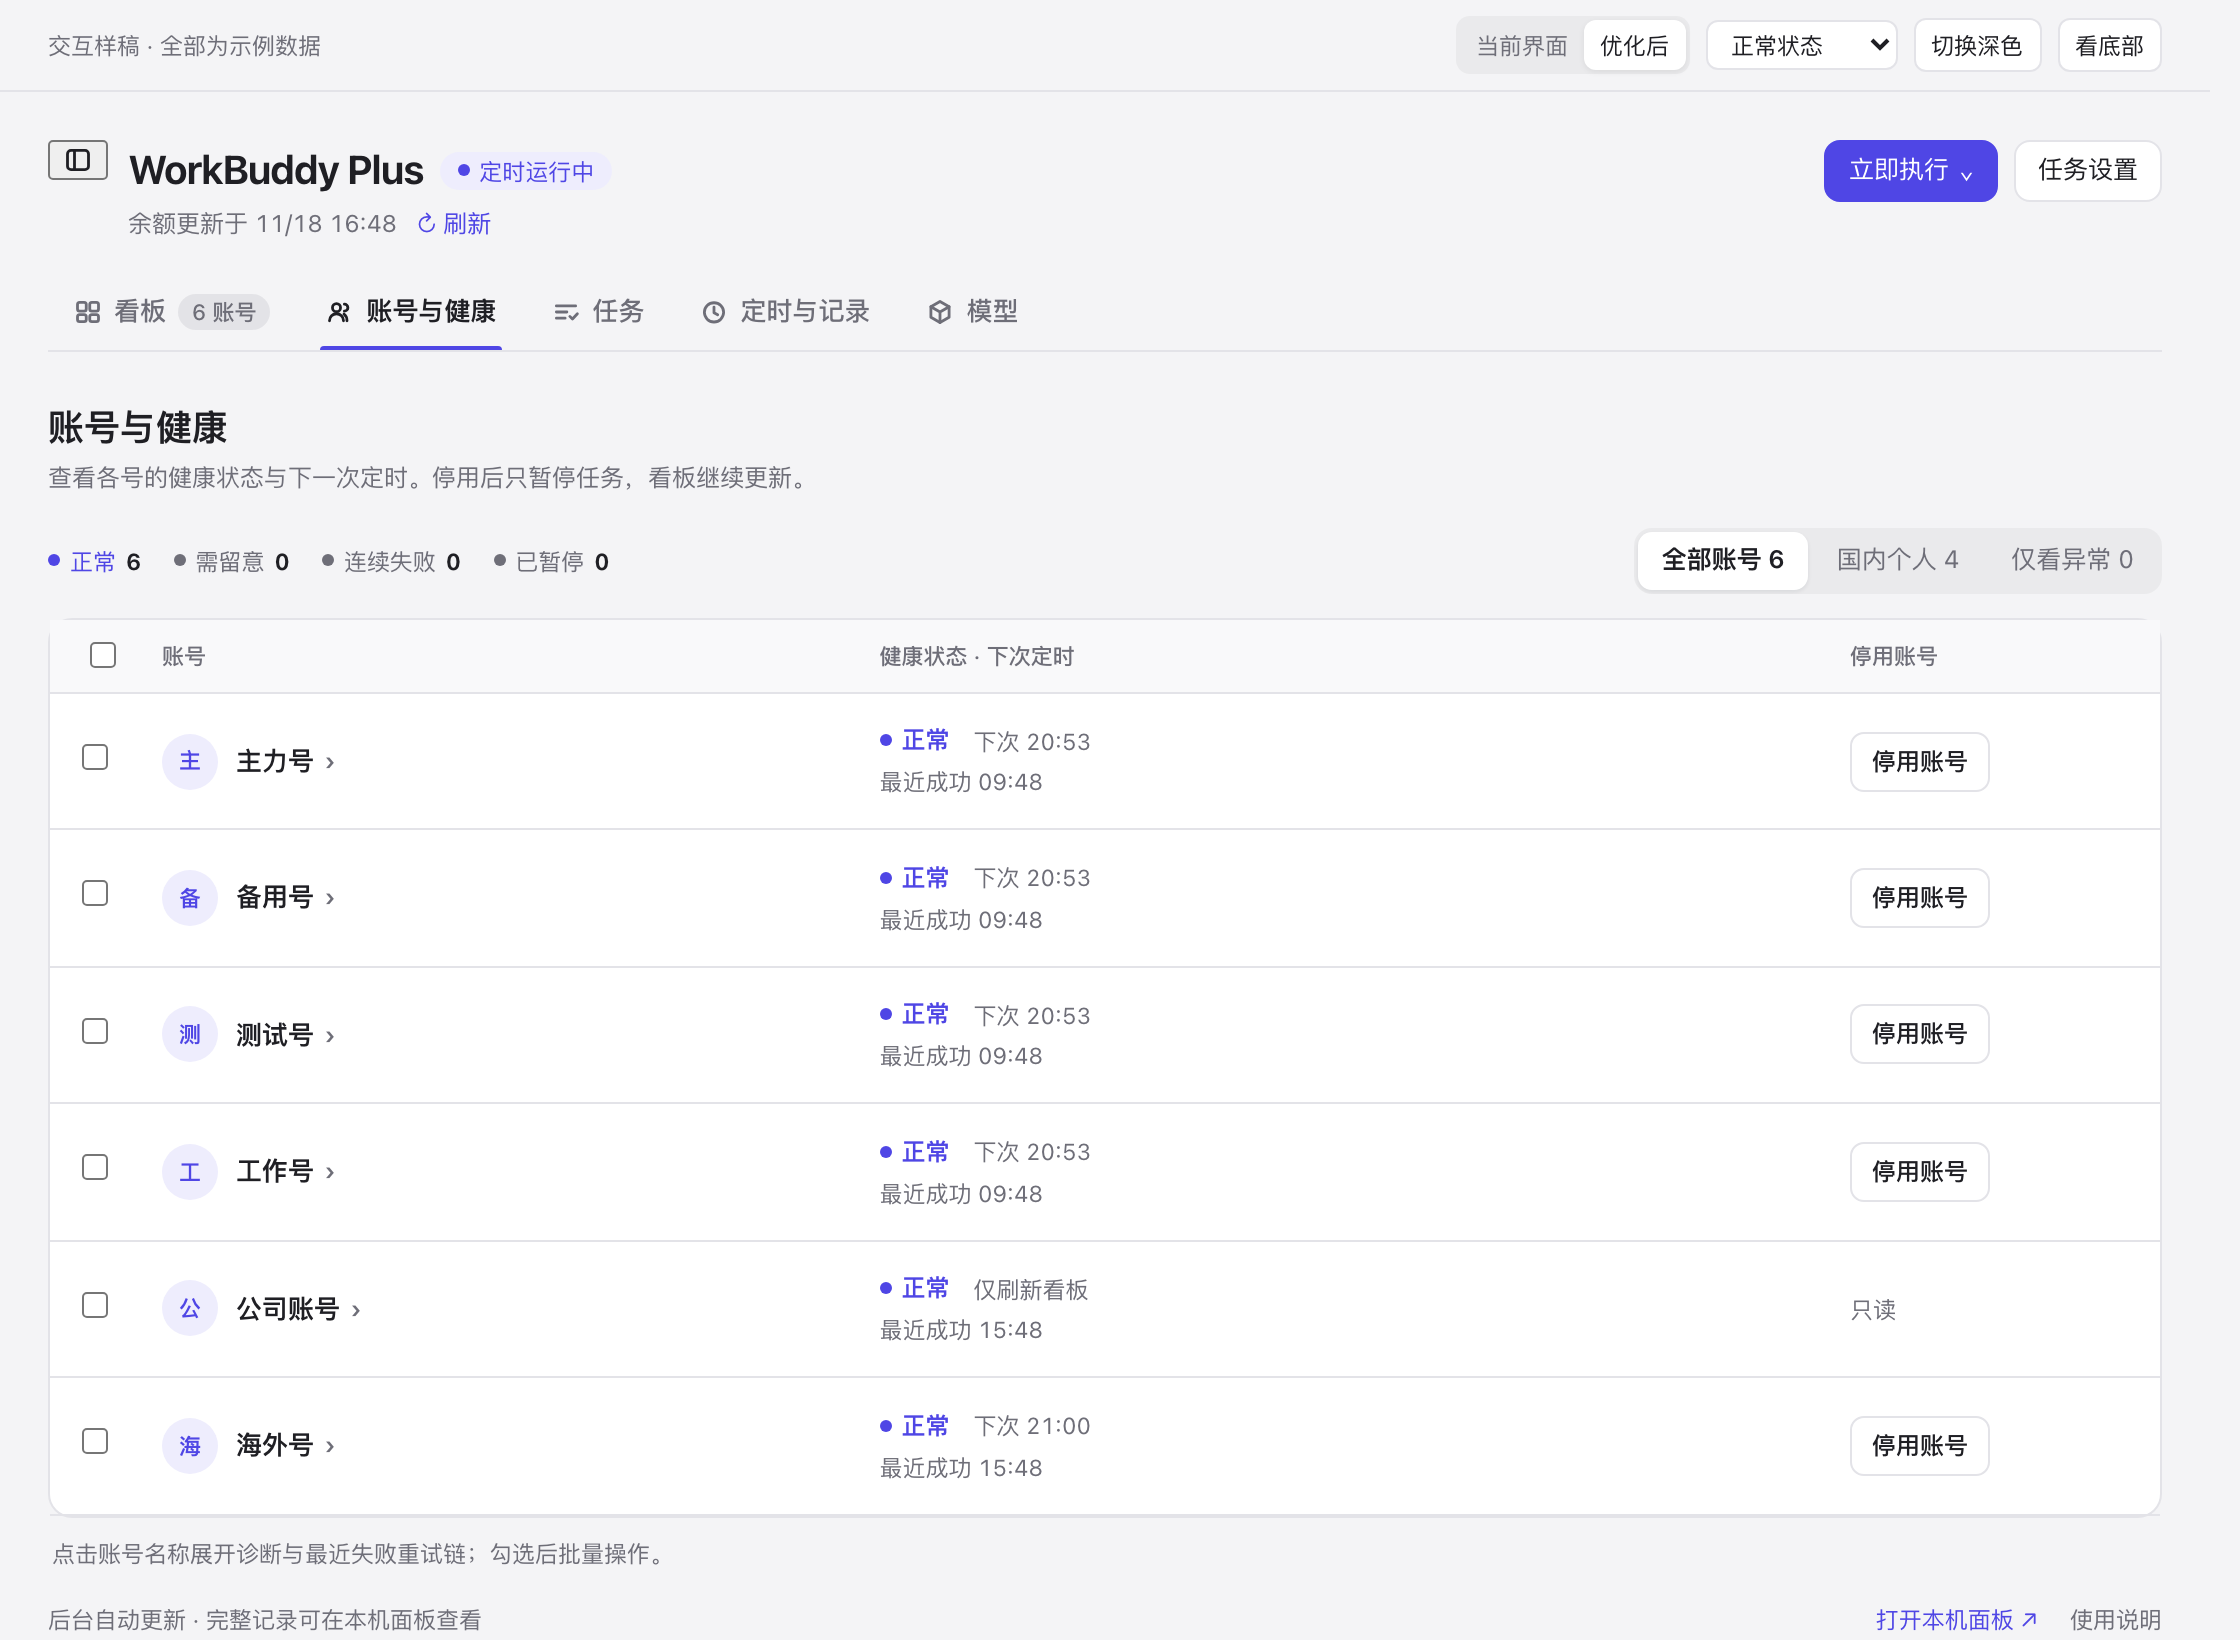 交互样稿 · 全部为示例数据
当前界面 优化后 正常状态 切换深色 看底部
WorkBuddy Plus 定时运行中
立即执行 任务设置
余额更新于 11/18 16:48 刷新
看板 6 账号 账号与健康 任务 定时与记录 模型
账号与健康
查看各号的健康状态与下一次定时。停用后只暂停任务，看板继续更新。
正常 6 需留意 0 连续失败 0 已暂停 0
全部账号 6 国内个人 4 仅看异常 0
账号 健康状态 · 下次定时 停用账号
主 主力号 › 正常 下次 20:53 停用账号
最近成功 09:48
备 备用号 › 正常 下次 20:53 停用账号
最近成功 09:48
测 测试号 › 正常 下次 20:53 停用账号
最近成功 09:48
工 工作号 › 正常 下次 20:53 停用账号
最近成功 09:48
公 公司账号 › 正常 仅刷新看板 只读
最近成功 15:48
海 海外号 › 正常 下次 21:00 停用账号
最近成功 15:48
点击账号名称展开诊断与最近失败重试链；勾选后批量操作。
后台自动更新 · 完整记录可在本机面板查看
打开本机面板 ↗ 使用说明